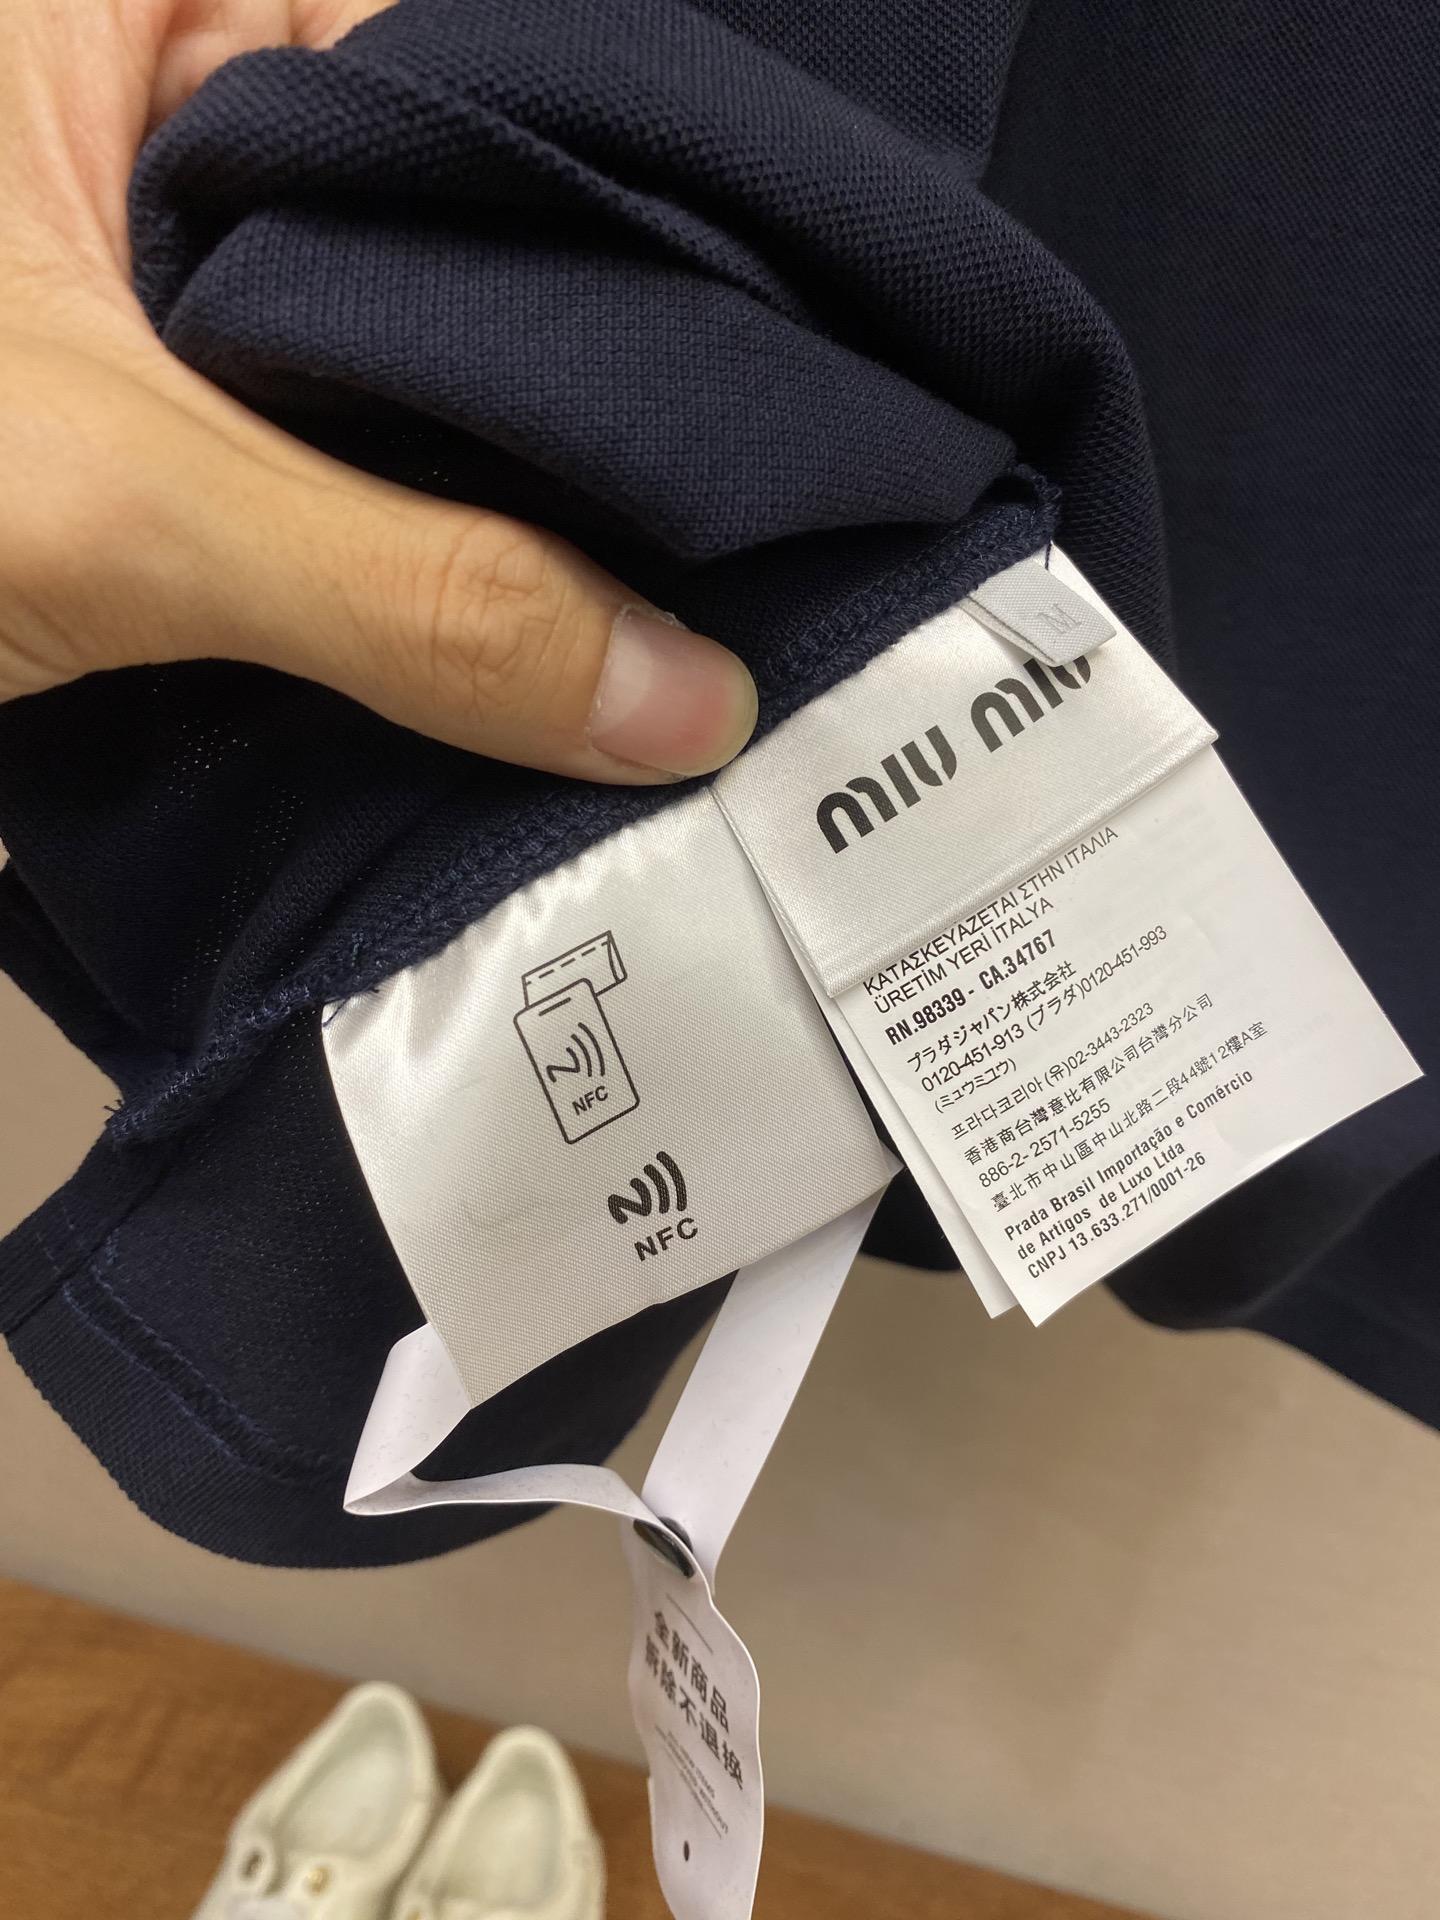 M
miu miu
ΚΑΤΑΣΚΕΥΑΖΕΤΑΙ ΣΤΗΝ ΙΤΑΛΙΑ
ÜRETİM YERİ İTALYA
RN.98339 - CA.34767
プラダジャパン株式会社
0120-451-913 (プラダ)0120-451-993
(ミュウミュウ)
프라다코리아(유)02-3443-2323
香港商台灣意比有限公司台灣分公司
886-2-2571-5255
臺北市中山區中山北路二段44號12樓A室
Prada Brasil Importação e Comércio
de Artigos de Luxo Ltda
CNPJ 13.633.271/0001-26
NFC
NFC
全新商品
拆除不退换